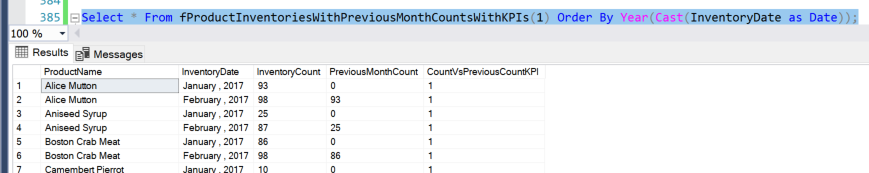 384
385 Select * From fProductInventoriesWithPreviousMonthCountsWithKPIs(1) Order By Year(Cast(InventoryDate as Date));
100 %
Results Messages
ProductName InventoryDate InventoryCount PreviousMonthCount CountVsPreviousCountKPI
1 Alice Mutton January , 2017 93 0 1
2 Alice Mutton February , 2017 98 93 1
3 Aniseed Syrup January , 2017 25 0 1
4 Aniseed Syrup February , 2017 87 25 1
5 Boston Crab Meat January , 2017 86 0 1
6 Boston Crab Meat February , 2017 98 86 1
7 Camembert Pierrot January , 2017 10 0 1